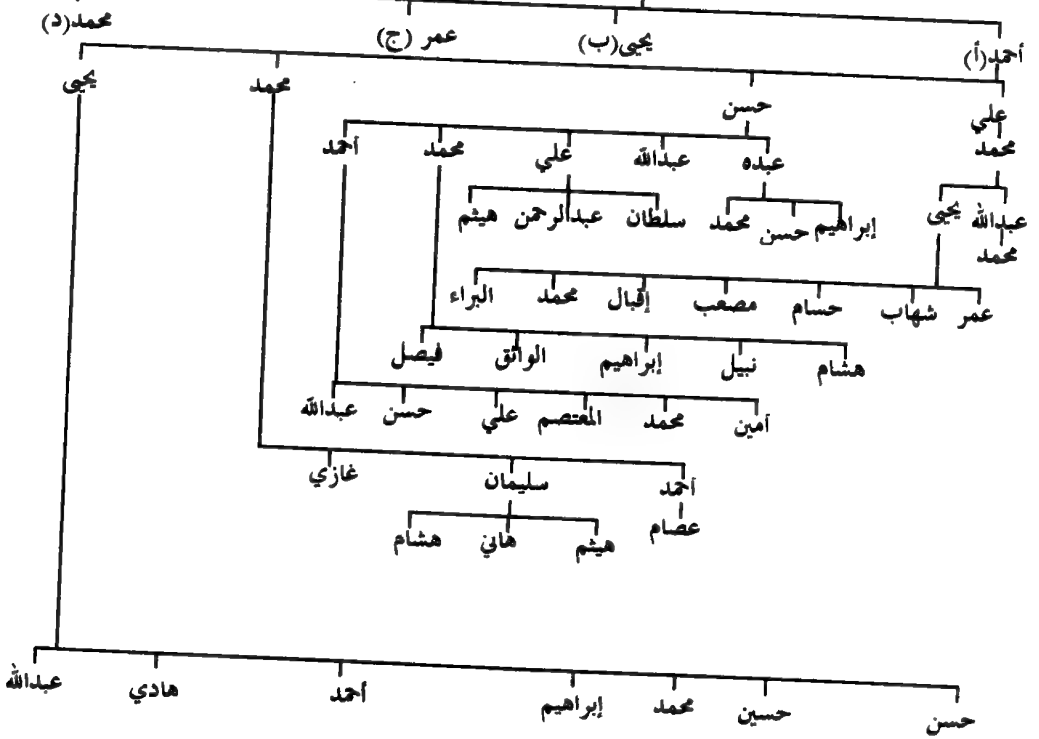 أحمد(أ) يحيى(ب) عمر (ج) محمد(د)
علي حسن محمد يحيى
محمد عبده عبدالله علي محمد أحمد
عبدالله يحيى إبراهيم حسن محمد سلطان عبدالرحمن هيثم
محمد
عمر شهاب حسام مصعب إقبال محمد البراء
هشام نبيل إبراهيم الواثق فيصل
أمين محمد المعتصم علي حسن عبدالله
أحمد سليمان غازي
عصام هيثم هاني هشام
حسن حسين محمد إبراهيم أحمد هادي عبدالله